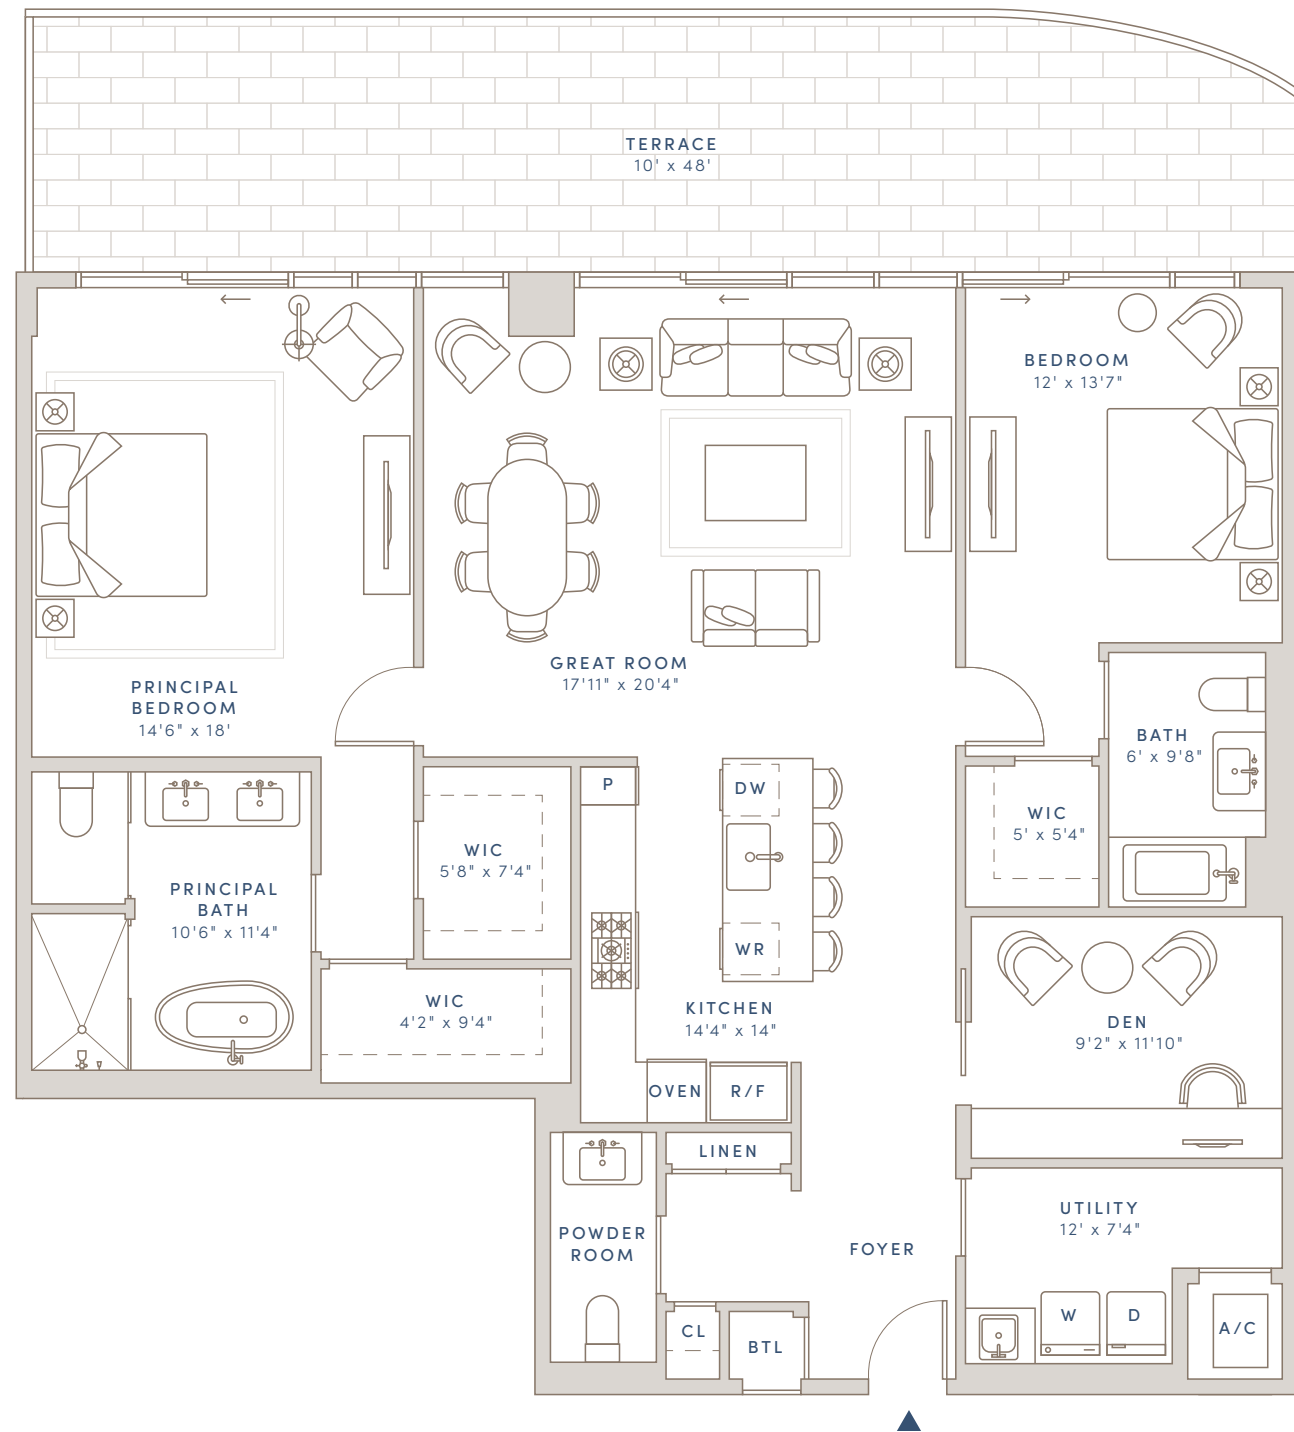 TERRACE
10' x 48'
BEDROOM
12' x 13'7"
GREAT ROOM
17'11" x 20'4"
PRINCIPAL
BEDROOM
14'6" x 18'
BATH
6' x 9'8"
P
DW
WIC
5' x 5'4"
WIC
5'8" x 7'4"
PRINCIPAL
BATH
10'6" x 11'4"
WR
WIC
4'2" x 9'4"
KITCHEN
14'4" x 14"
DEN
9'2" x 11'10"
OVEN
R/F
LINEN
UTILITY
12' x 7'4"
POWDER
ROOM
FOYER
W
D
A/C
CL
BTL